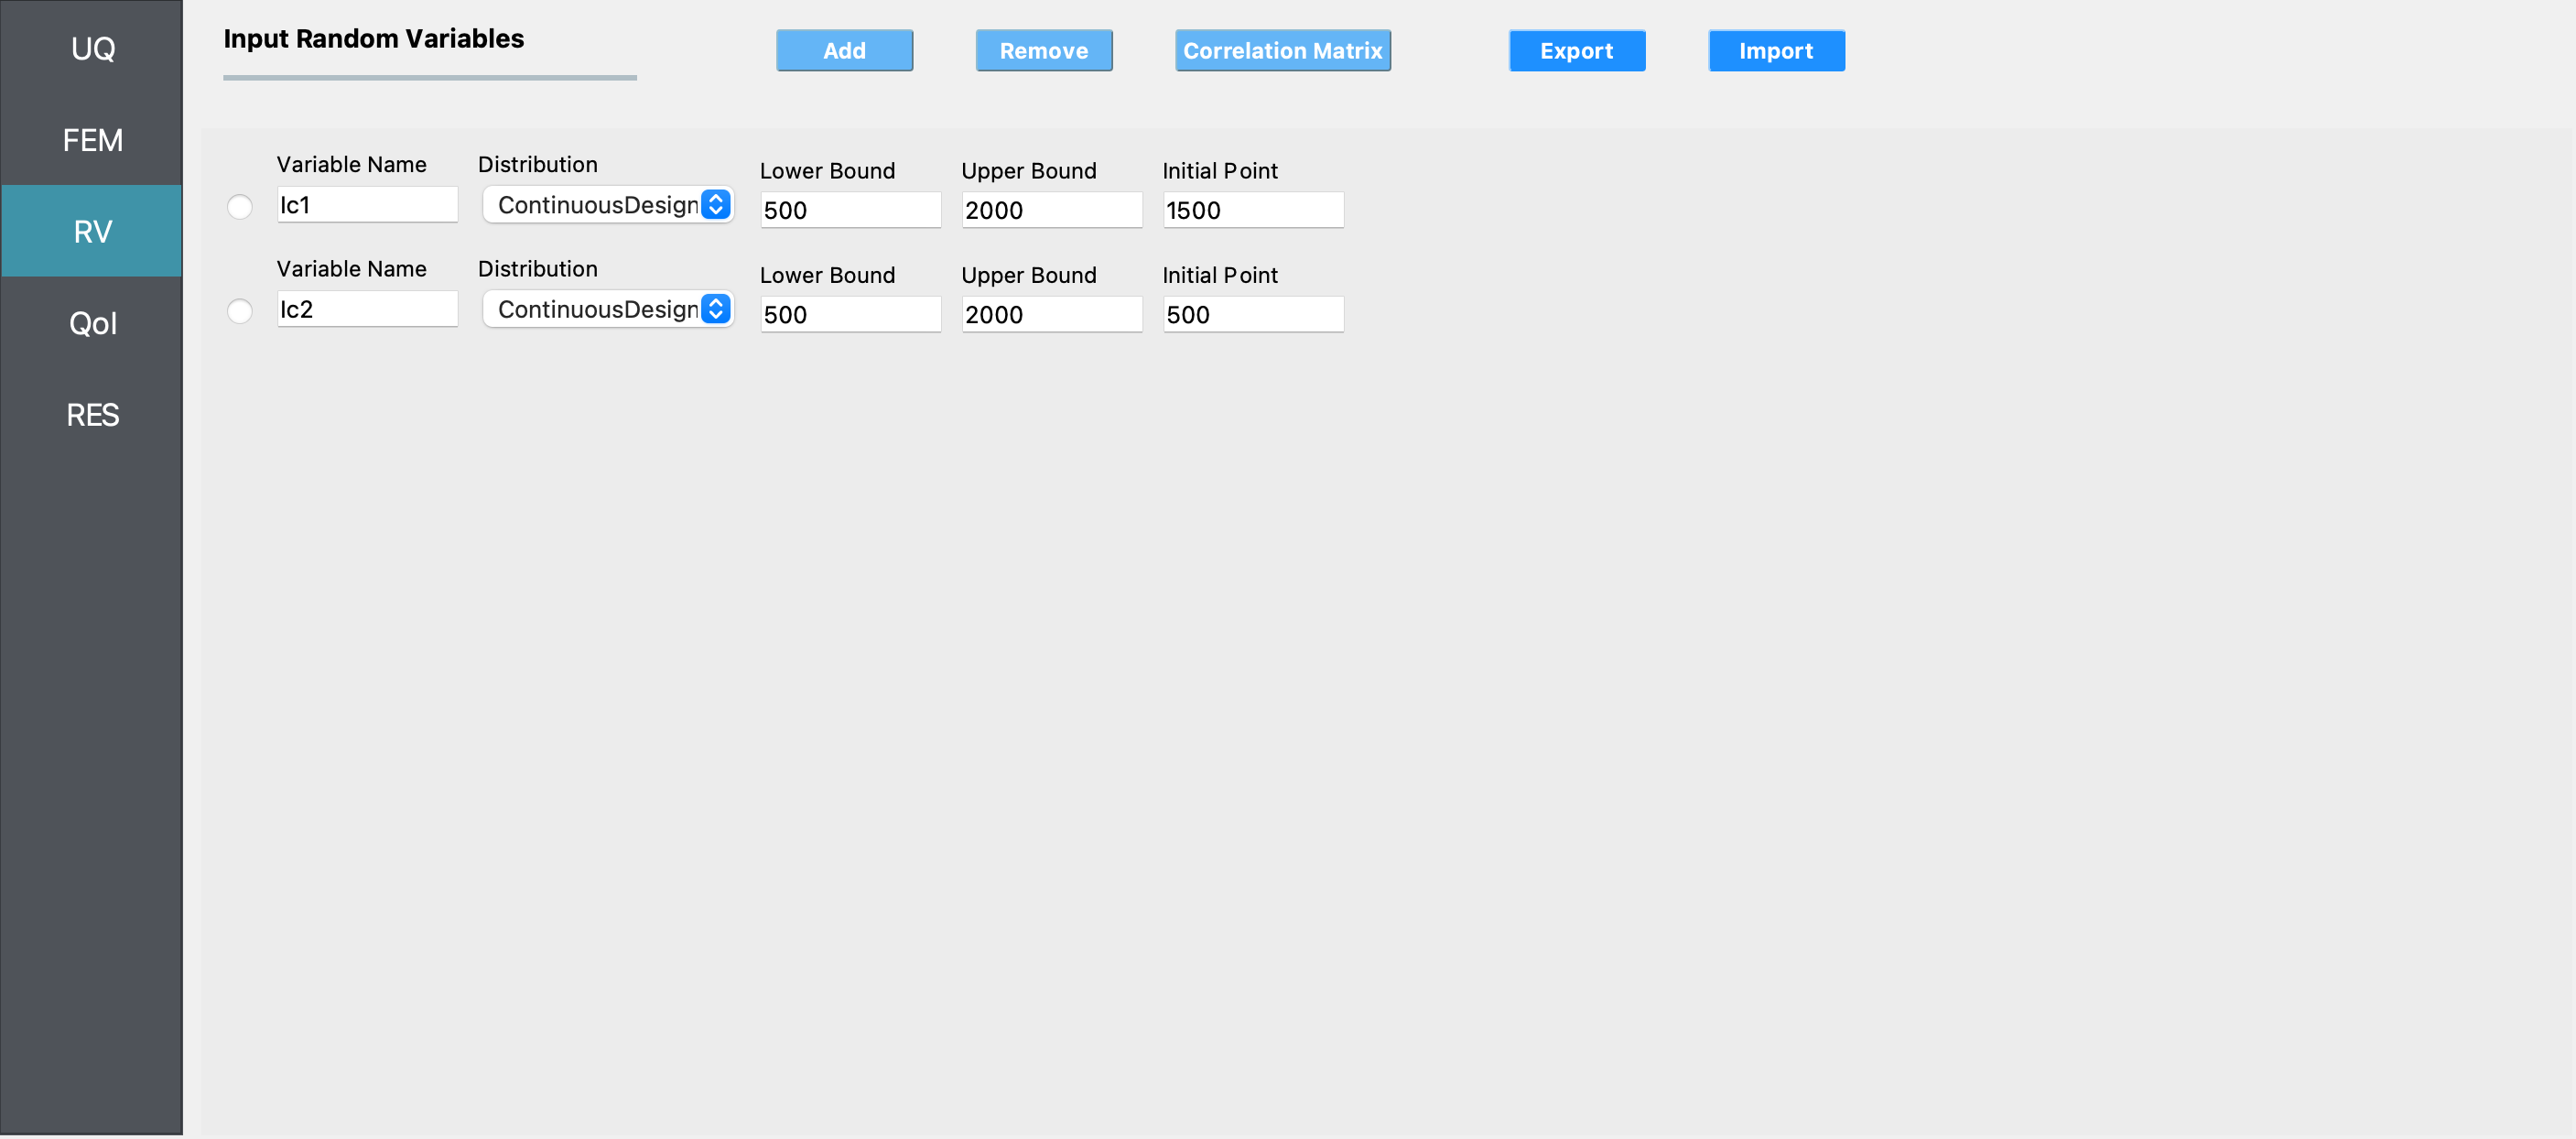 UQ
FEM
RV
QoI
RES
Input Random Variables
Add
Remove
Correlation Matrix
Export
Import
Variable Name Distribution Lower Bound Upper Bound Initial Point
Ic1 ContinuousDesign 500 2000 1500
Variable Name Distribution Lower Bound Upper Bound Initial Point
Ic2 ContinuousDesign 500 2000 500